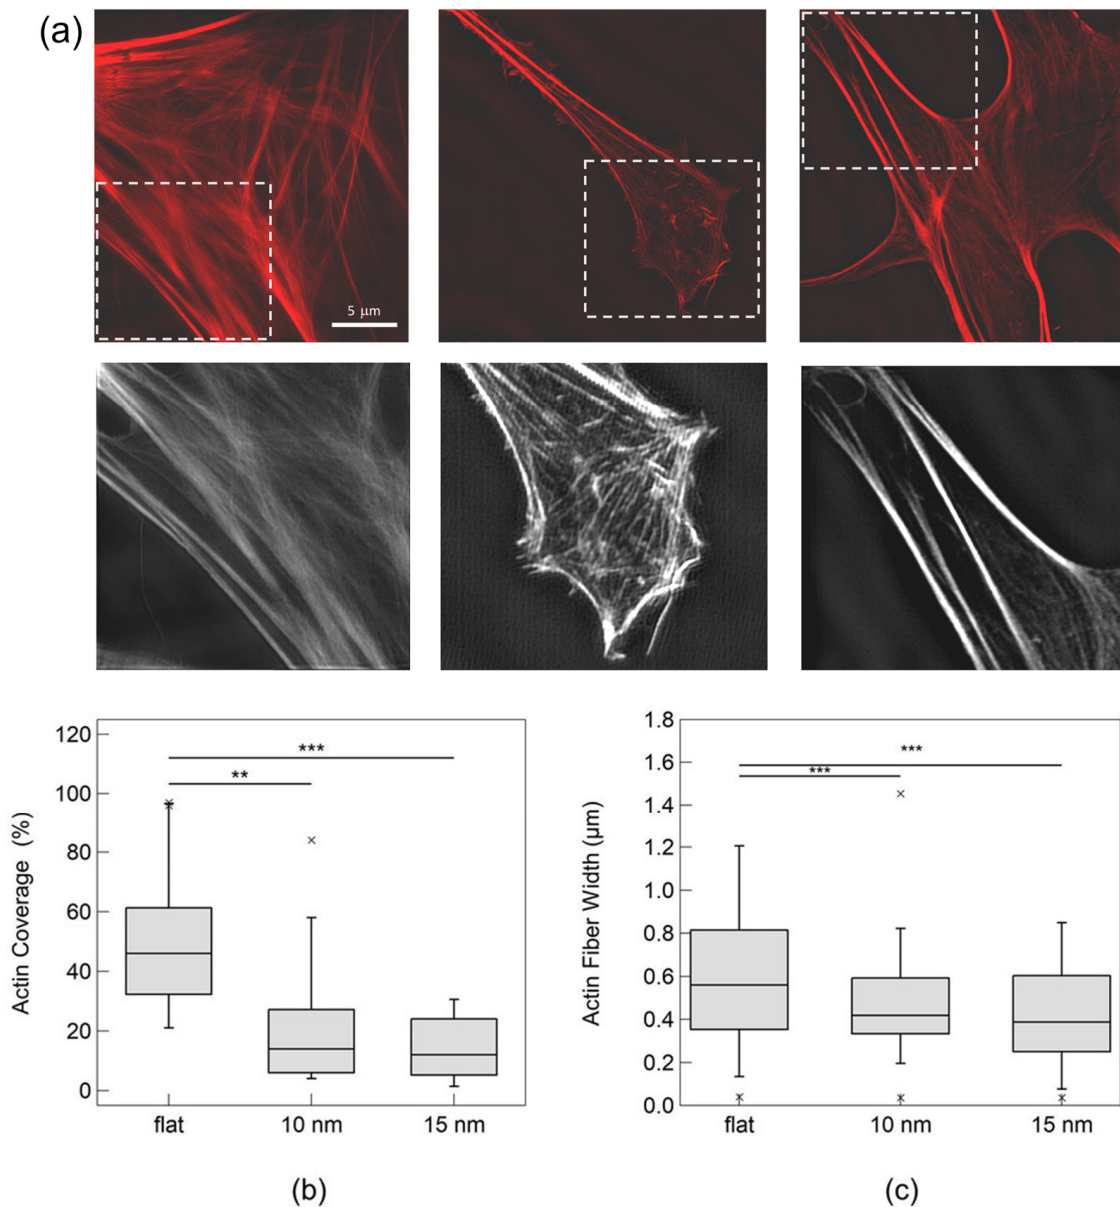 (a)
5 μm
120
100
80
60
40
20
0
Actin Coverage (%)
***
**
flat 10 nm 15 nm
(b)
1.8
1.6
1.4
1.2
1.0
0.8
0.6
0.4
0.2
0.0
Actin Fiber Width (μm)
***
***
flat 10 nm 15 nm
(c)